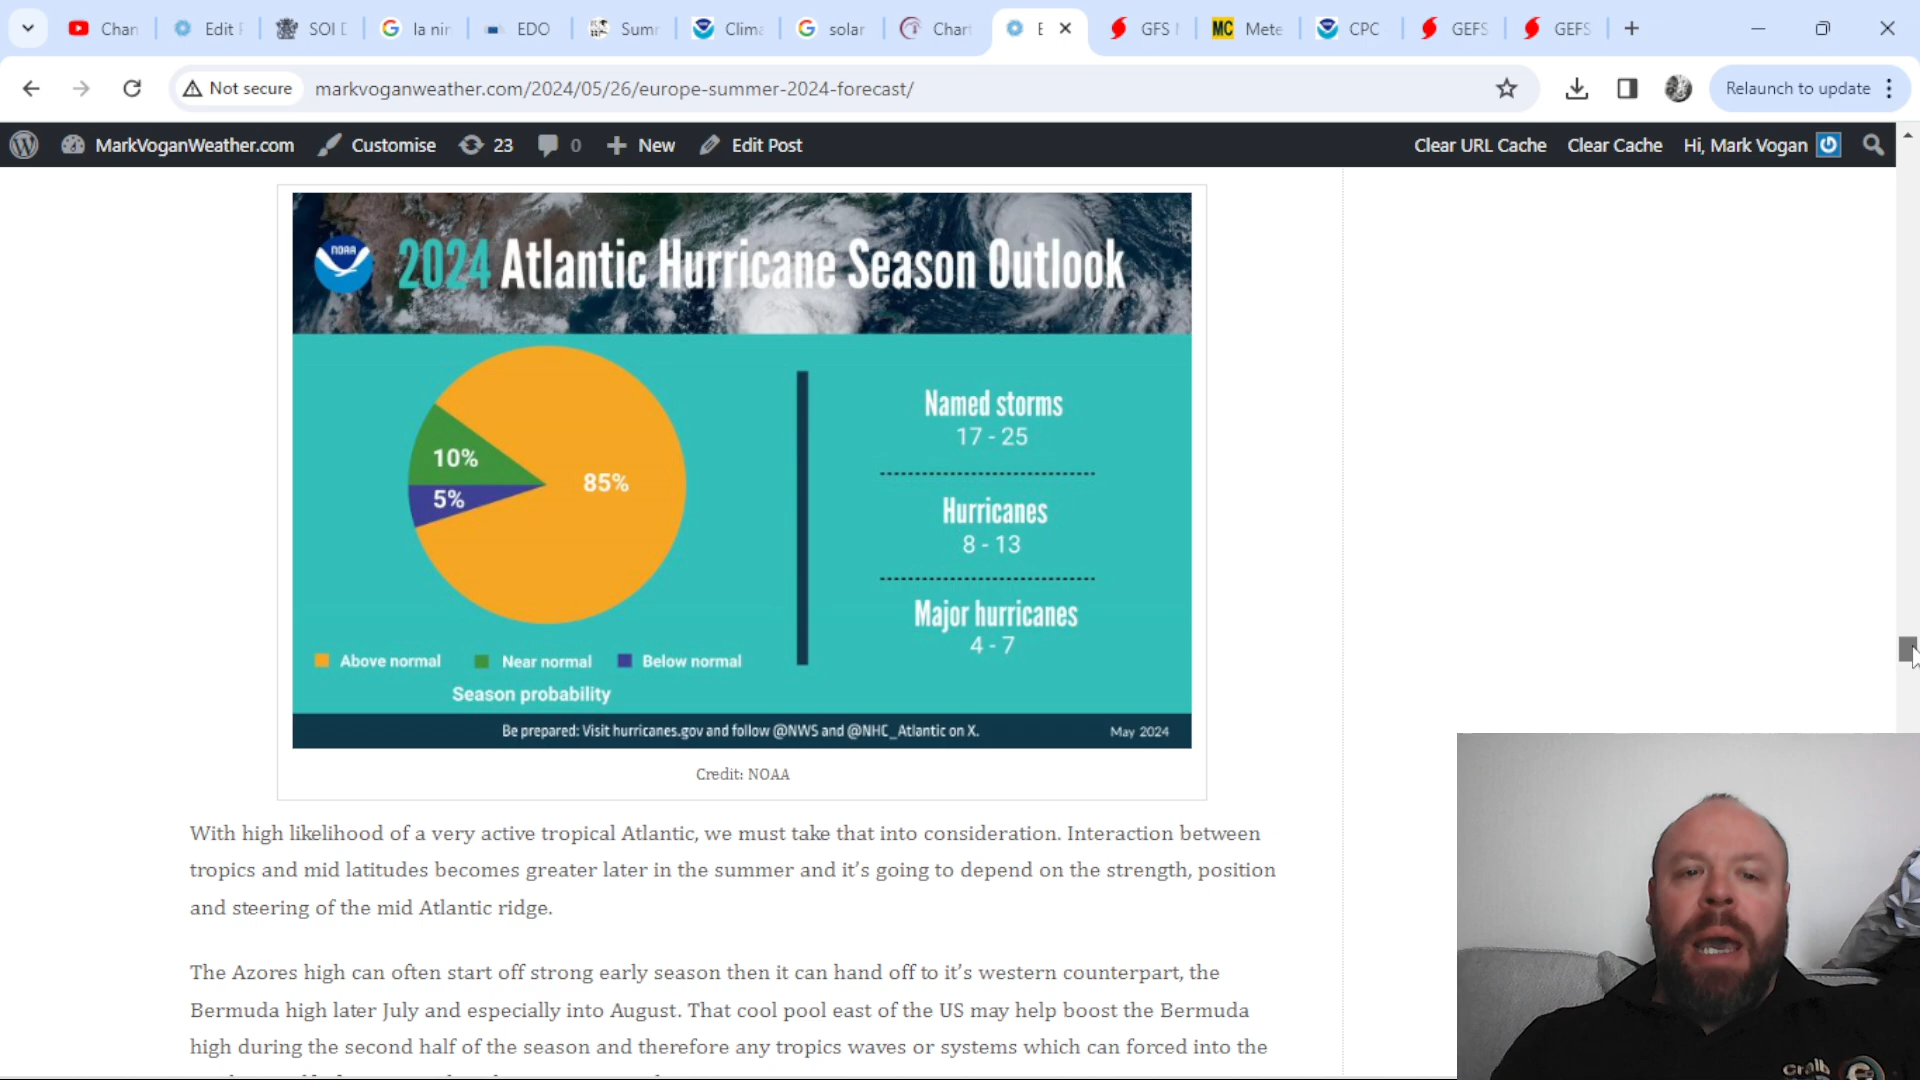 Chan
Edit
SOI
la nin
EDO
Sum
Clim
solar
Char
E
GFS
Mete
CPC
GEFS
GEFS
Not secure
markvoganweather.com/2024/05/26/europe-summer-2024-forecast/
Relaunch to update
MarkVoganWeather.com
Customise
23
0
New
Edit Post
Clear URL Cache
Clear Cache
Hi, Mark Vogan
NOAA
2024 Atlantic Hurricane Season Outlook
10%
5%
85%
Above normal
Near normal
Below normal
Season probability
Named storms
17 - 25
Hurricanes
8 - 13
Major hurricanes
4 - 7
Be prepared: Visit hurricanes.gov and follow @NWS and @NHC_Atlantic on X.
May 2024
Credit: NOAA
With high likelihood of a very active tropical Atlantic, we must take that into consideration. Interaction between
tropics and mid latitudes becomes greater later in the summer and it's going to depend on the strength, position
and steering of the mid Atlantic ridge.
The Azores high can often start off strong early season then it can hand off to it's western counterpart, the
Bermuda high later July and especially into August. That cool pool east of the US may help boost the Bermuda
high during the second half of the season and therefore any tropics waves or systems which can forced into the